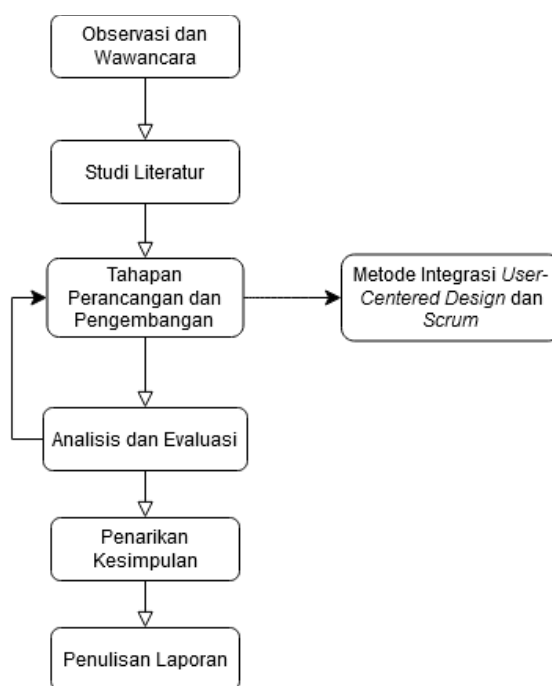 Observasi dan
Wawancara
Studi Literatur
Tahapan
Perancangan dan
Pengembangan
Metode Integrasi User-
Centered Design dan
Scrum
Analisis dan Evaluasi
Penarikan
Kesimpulan
Penulisan Laporan